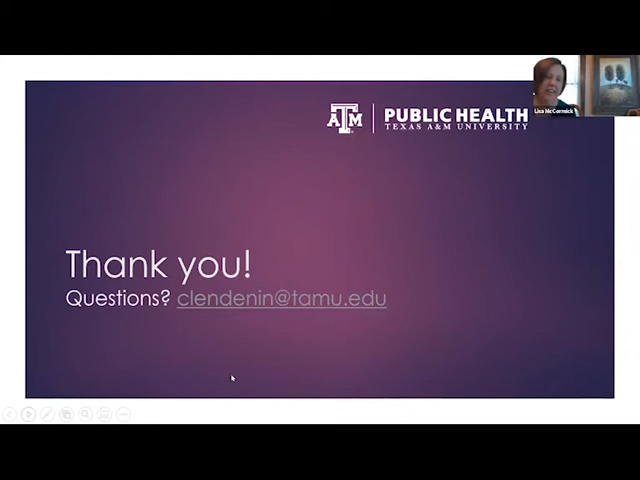 ATM
PUBLIC HEALTH
TEXAS A&M UNIVERSITY
Lisa McCormick
Thank you!
Questions? clendenin@tamu.edu